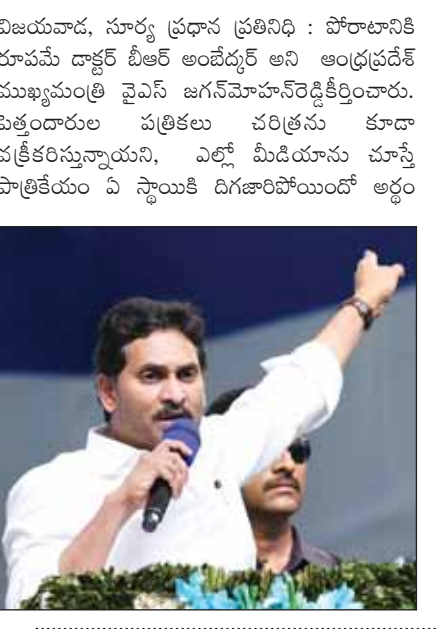 విజయవాడ, సూర్య ప్రధాన ప్రతినిధి : పోరాటానికి
రూపమే డాక్టర్ బీఆర్ అంబేద్కర్ అని ఆంధ్రప్రదేశ్
ముఖ్యమంత్రి వైఎస్ జగన్‌మోహన్‌రెడ్డికీర్తించారు.
పెత్తందారుల పత్రికలు చరిత్రను కూడా
వక్రీకరిస్తున్నాయని, ఎల్లో మీడియాను చూస్తే
పాత్రికేయం ఏ స్థాయికి దిగజారిపోయిందో అర్థం